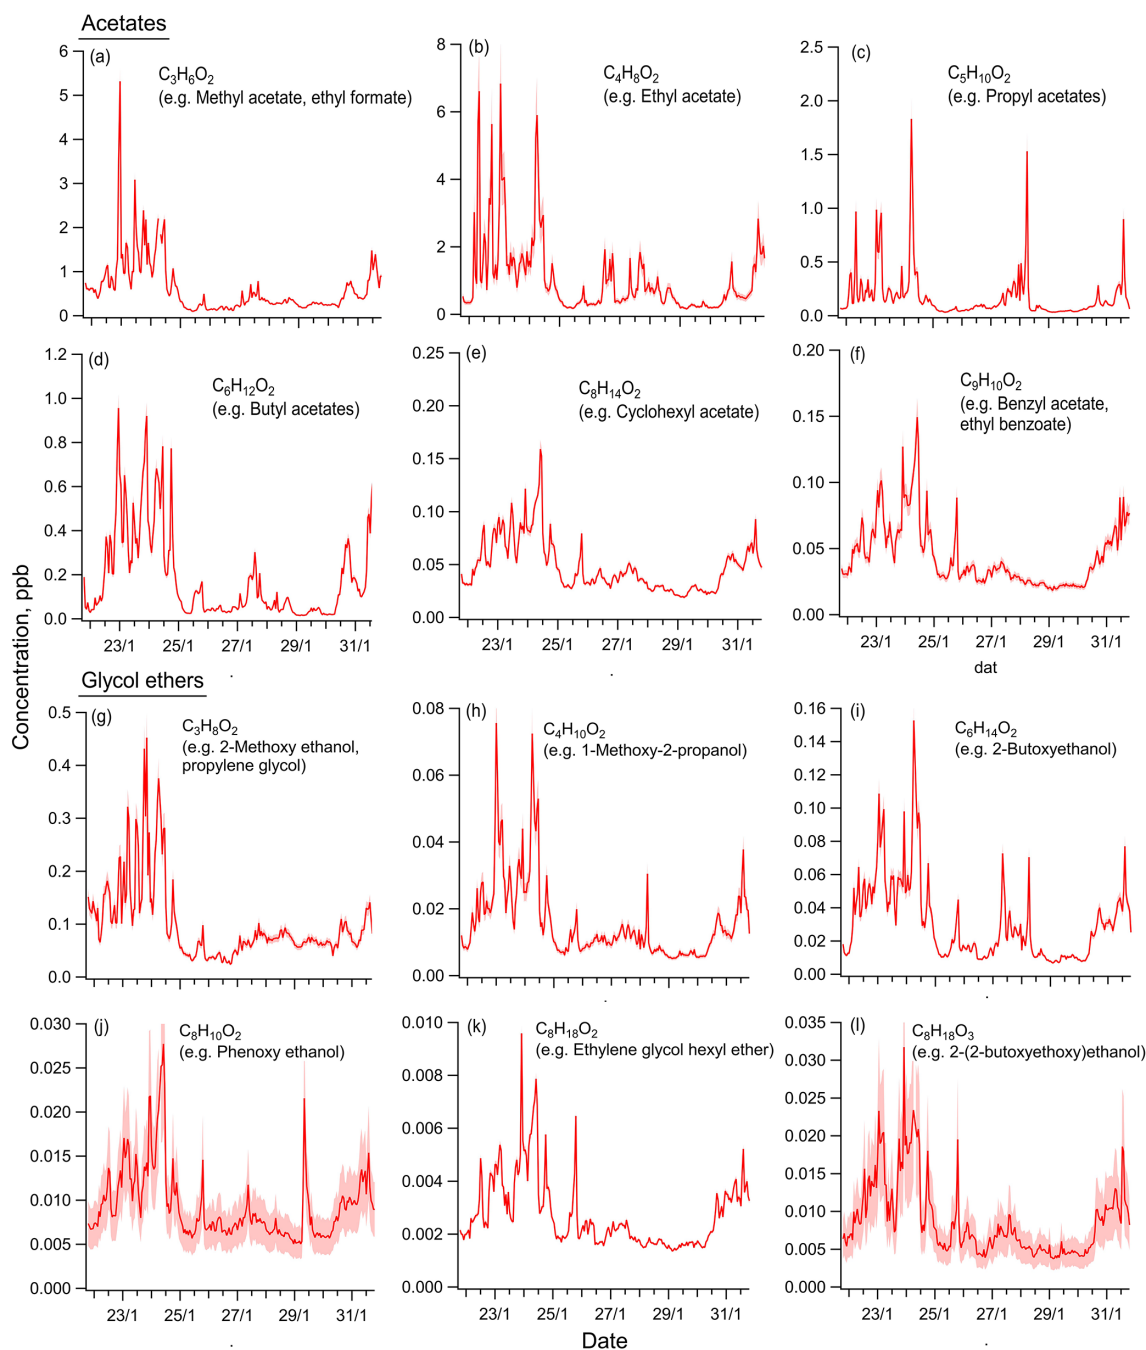 Acetates
(a)
C3H6O2
(e.g. Methyl acetate, ethyl formate)
6
5
4
3
2
1
0
(b)
C4H8O2
(e.g. Ethyl acetate)
8
6
4
2
0
(c)
C5H10O2
(e.g. Propyl acetates)
2.5
2.0
1.5
1.0
0.5
0.0
(d)
C6H12O2
(e.g. Butyl acetates)
1.2
1.0
0.8
0.6
0.4
0.2
0.0
23/1 25/1 27/1 29/1 31/1
(e)
C8H14O2
(e.g. Cyclohexyl acetate)
0.25
0.20
0.15
0.10
0.05
0.00
23/1 25/1 27/1 29/1 31/1
(f)
C9H10O2
(e.g. Benzyl acetate,
ethyl benzoate)
0.20
0.15
0.10
0.05
0.00
23/1 25/1 27/1 29/1 31/1
dat
Concentration, ppb
Glycol ethers
(g)
C3H8O2
(e.g. 2-Methoxy ethanol,
propylene glycol)
0.5
0.4
0.3
0.2
0.1
0.0
(h)
C4H10O2
(e.g. 1-Methoxy-2-propanol)
0.08
0.06
0.04
0.02
0.00
(i)
C6H14O2
(e.g. 2-Butoxyethanol)
0.16
0.14
0.12
0.10
0.08
0.06
0.04
0.02
0.00
(j)
C8H10O2
(e.g. Phenoxy ethanol)
0.030
0.025
0.020
0.015
0.010
0.005
0.000
23/1 25/1 27/1 29/1 31/1
(k)
C8H18O2
(e.g. Ethylene glycol hexyl ether)
0.010
0.008
0.006
0.004
0.002
0.000
23/1 25/1 27/1 29/1 31/1
(l)
C8H18O3
(e.g. 2-(2-butoxyethoxy)ethanol)
0.035
0.030
0.025
0.020
0.015
0.010
0.005
0.000
23/1 25/1 27/1 29/1 31/1
Date